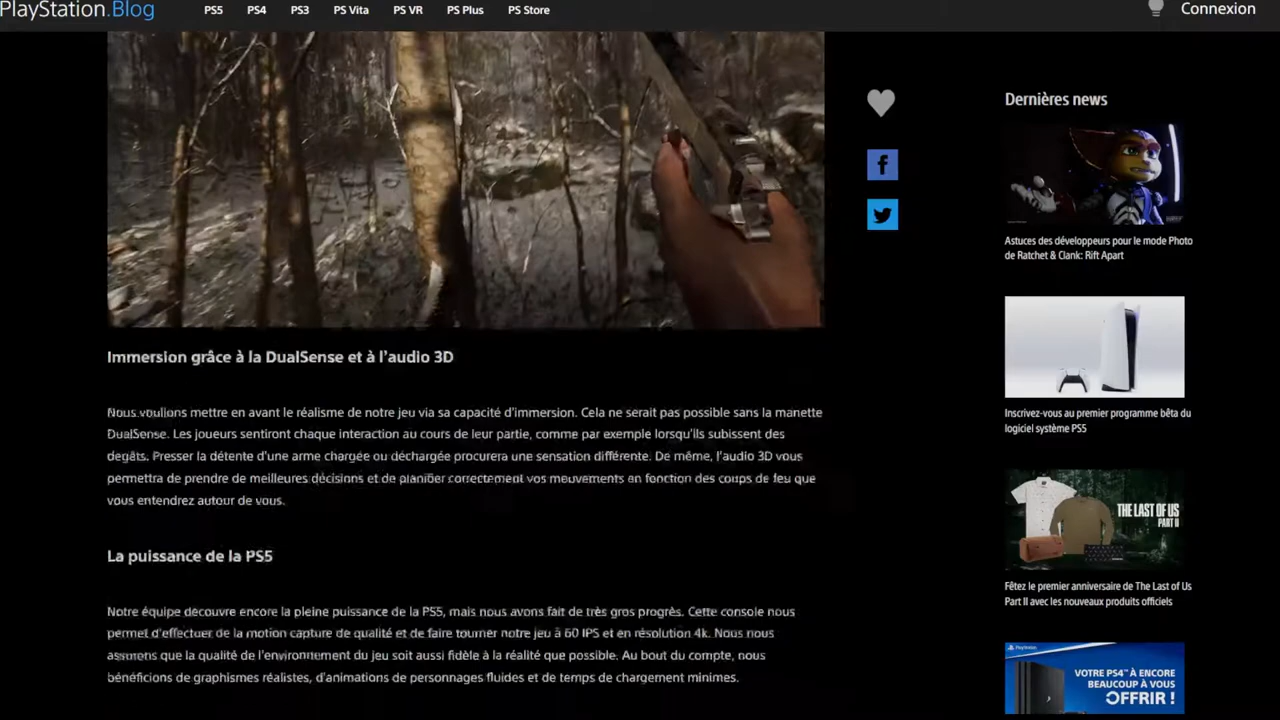 PlayStation.Blog
PS5 PS4 PS3 PS Vita PS VR PS Plus PS Store
Connexion
Immersion grâce à la DualSense et à l'audio 3D
Nous voulions mettre en avant le réalisme de notre jeu via sa capacité d'immersion. Cela ne serait pas possible sans la manette
DualSense. Les joueurs sentiront chaque interaction au cours de leur partie, comme par exemple lorsqu'ils subissent des
degâts. Presser la détente d'une arme chargée ou déchargée procurera une sensation différente. De même, l'audio 3D vous
permettra de prendre de meilleures décisions et de planifier correctement vos mouvements en fonction des coups de feu que
vous entendrez autour de vous.
La puissance de la PS5
Notre équipe découvre encore la pleine puissance de la PS5, mais nous avons fait de très gros progrès. Cette console nous
permet d'effectuer de la motion capture de qualité et de faire tourner notre jeu à 60 IPS et en résolution 4k. Nous nous
assurons que la qualité de l'environnement du jeu soit aussi fidèle à la réalité que possible. Au bout du compte, nous
bénéficions de graphismes réalistes, d'animations de personnages fluides et de temps de chargement minimes.
Dernières news
Astuces des développeurs pour le mode Photo
de Ratchet & Clank: Rift Apart
Inscrivez-vous au premier programme bêta du
logiciel système PS5
THE LAST OF US
PART II
Fêtez le premier anniversaire de The Last of Us
Part II avec les nouveaux produits officiels
PlayStation
VOTRE PS4™ À ENCORE
BEAUCOUP À VOUS
OFFRIR !